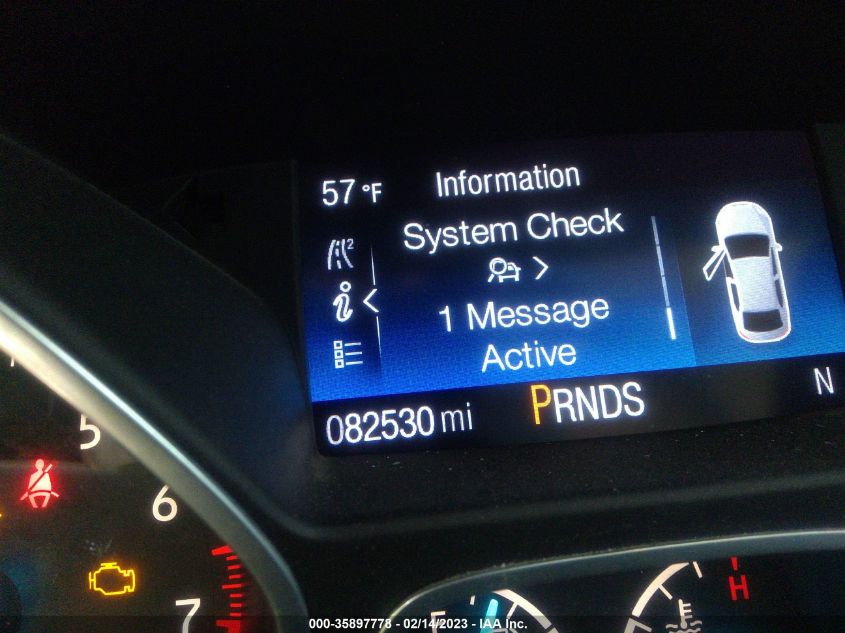 57 °F
Information
System Check
1 Message
Active
082530 mi
PRNDS
N
5
6
7
H
E
000-35897778 - 02/14/2023 - IAA Inc.